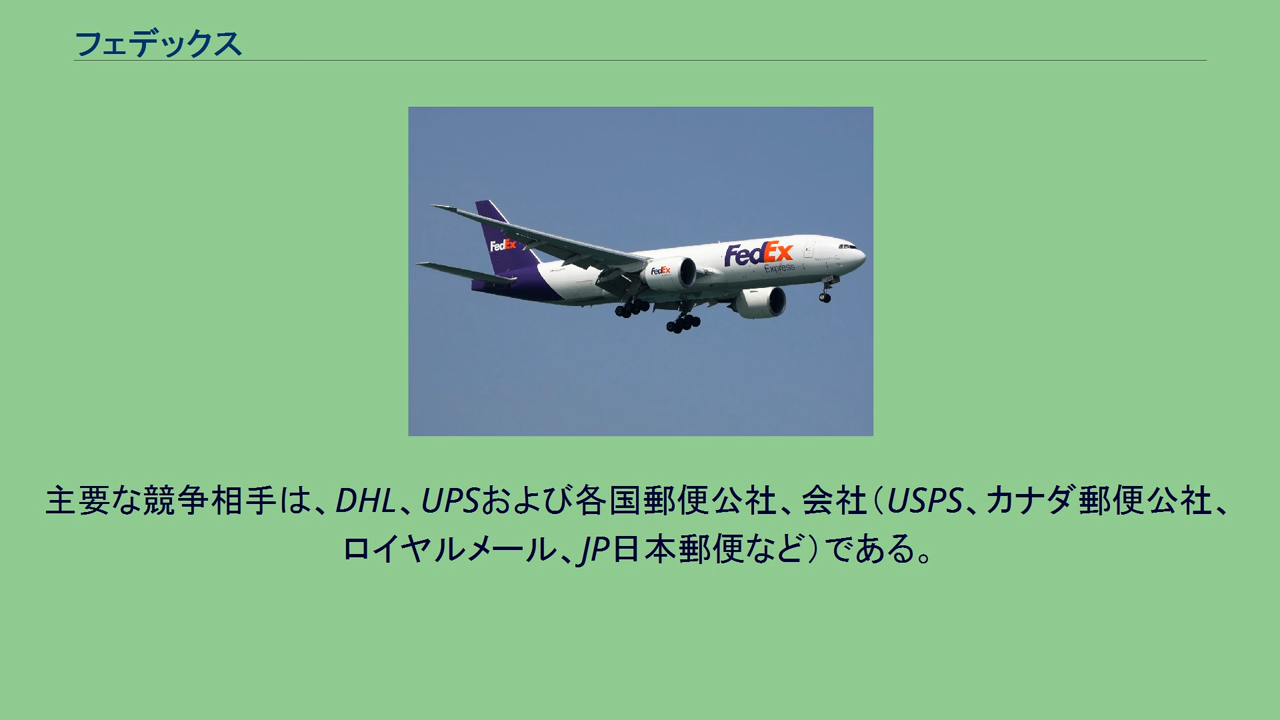 フェデックス
FedEx
FedEx
FedEx
Express
主要な競争相手は、DHL、UPSおよび各国郵便公社、会社（USPS、カナダ郵便公社、
ロイヤルメール、JP日本郵便など）である。